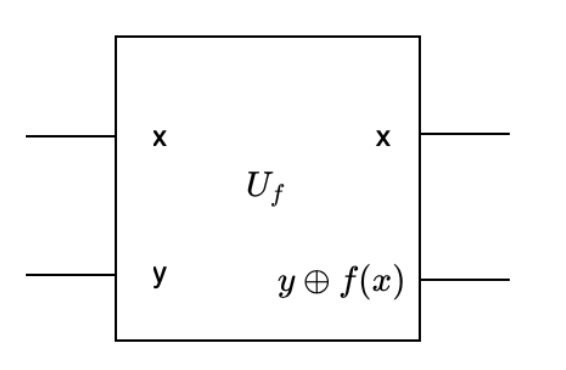 x x
U_f
y y ⊕ f(x)